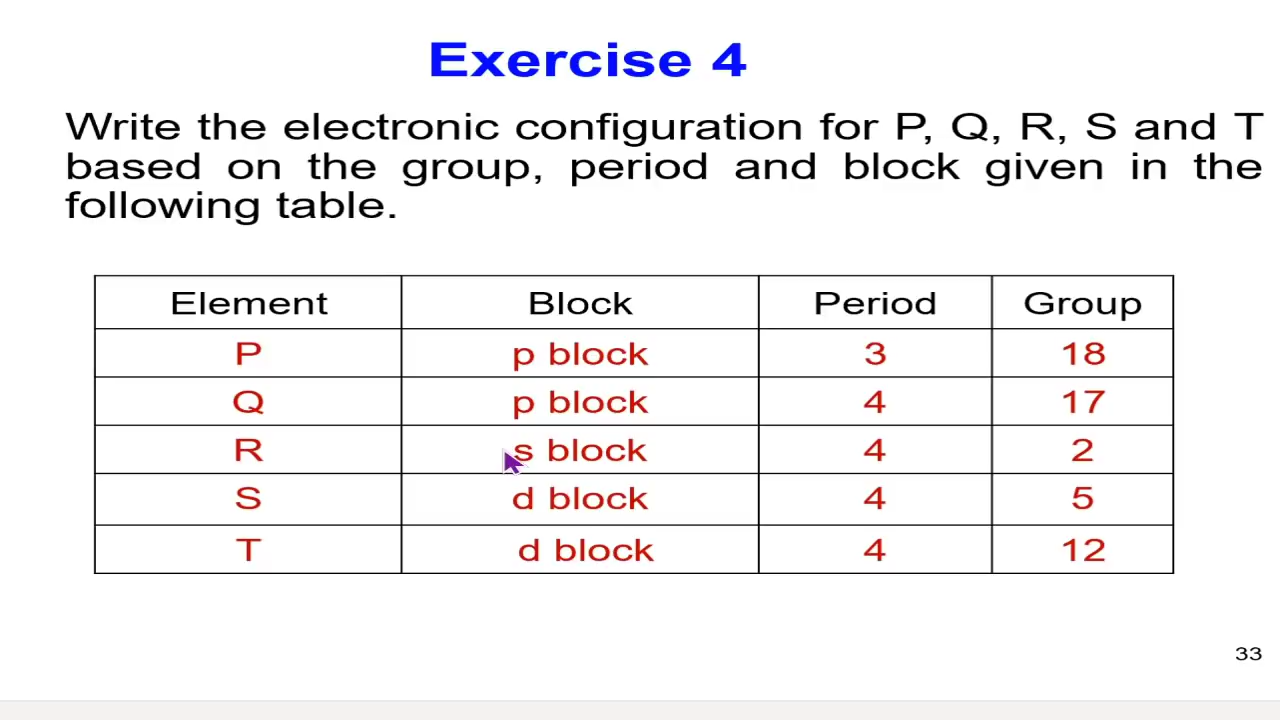 Exercise 4
Write the electronic configuration for P, Q, R, S and T
based on the group, period and block given in the
following table.
Element Block Period Group
P p block 3 18
Q p block 4 17
R s block 4 2
S d block 4 5
T d block 4 12
33